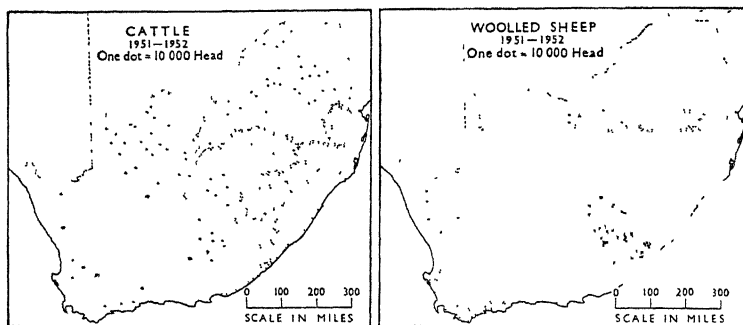 CATTLE
1951—1952
One dot = 10 000 Head
0 100 200 300
SCALE IN MILES
WOOLLED SHEEP
1951—1952
One dot = 10 000 Head
0 100 200 300
SCALE IN MILES